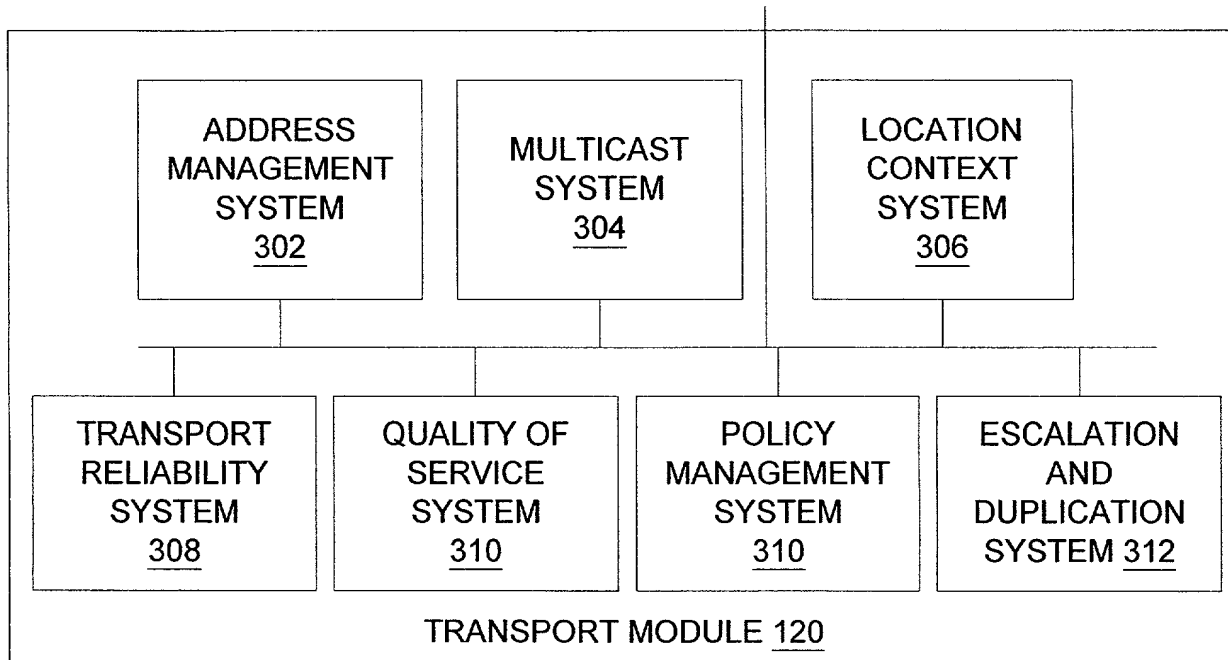 ADDRESS
MANAGEMENT
SYSTEM
302
MULTICAST
SYSTEM
304
LOCATION
CONTEXT
SYSTEM
306
TRANSPORT
RELIABILITY
SYSTEM
308
QUALITY OF
SERVICE
SYSTEM
310
POLICY
MANAGEMENT
SYSTEM
310
ESCALATION
AND
DUPLICATION
SYSTEM 312
TRANSPORT MODULE 120